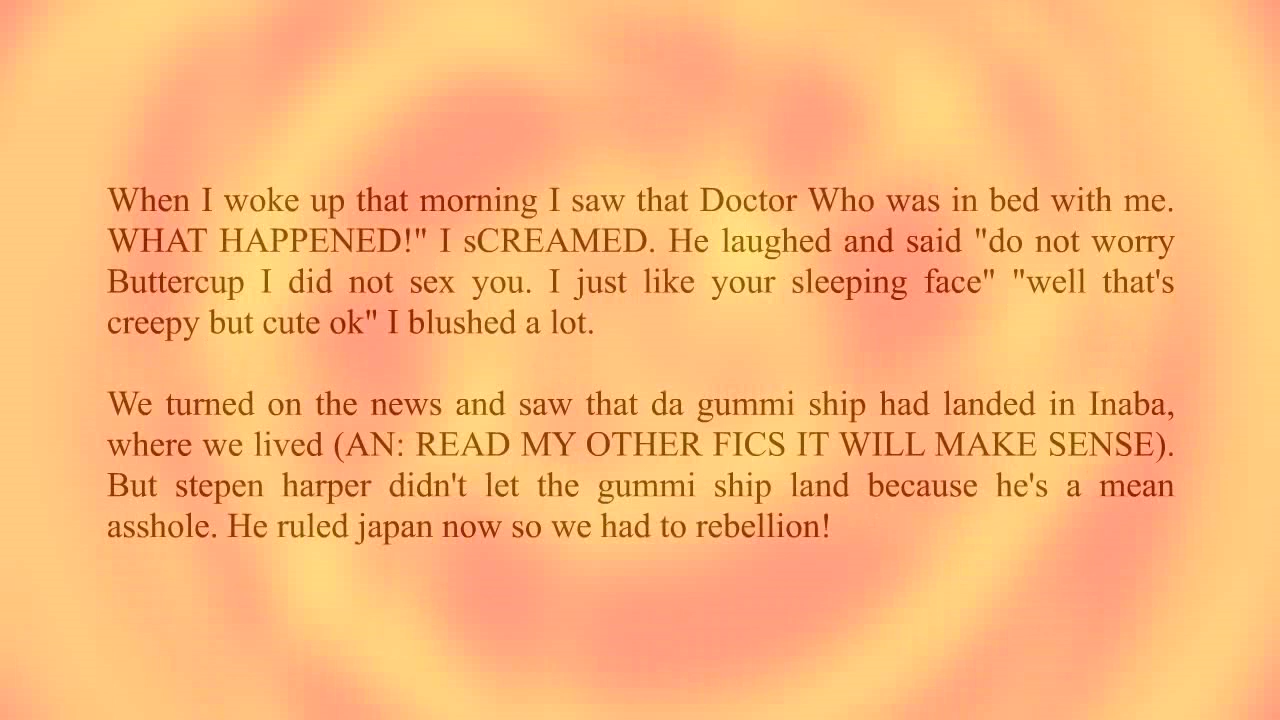 When I woke up that morning I saw that Doctor Who was in bed with me.
WHAT HAPPENED!" I sCREAMED. He laughed and said "do not worry
Buttercup I did not sex you. I just like your sleeping face" "well that's
creepy but cute ok" I blushed a lot.
We turned on the news and saw that da gummi ship had landed in Inaba,
where we lived (AN: READ MY OTHER FICS IT WILL MAKE SENSE).
But stepen harper didn't let the gummi ship land because he's a mean
asshole. He ruled japan now so we had to rebellion!